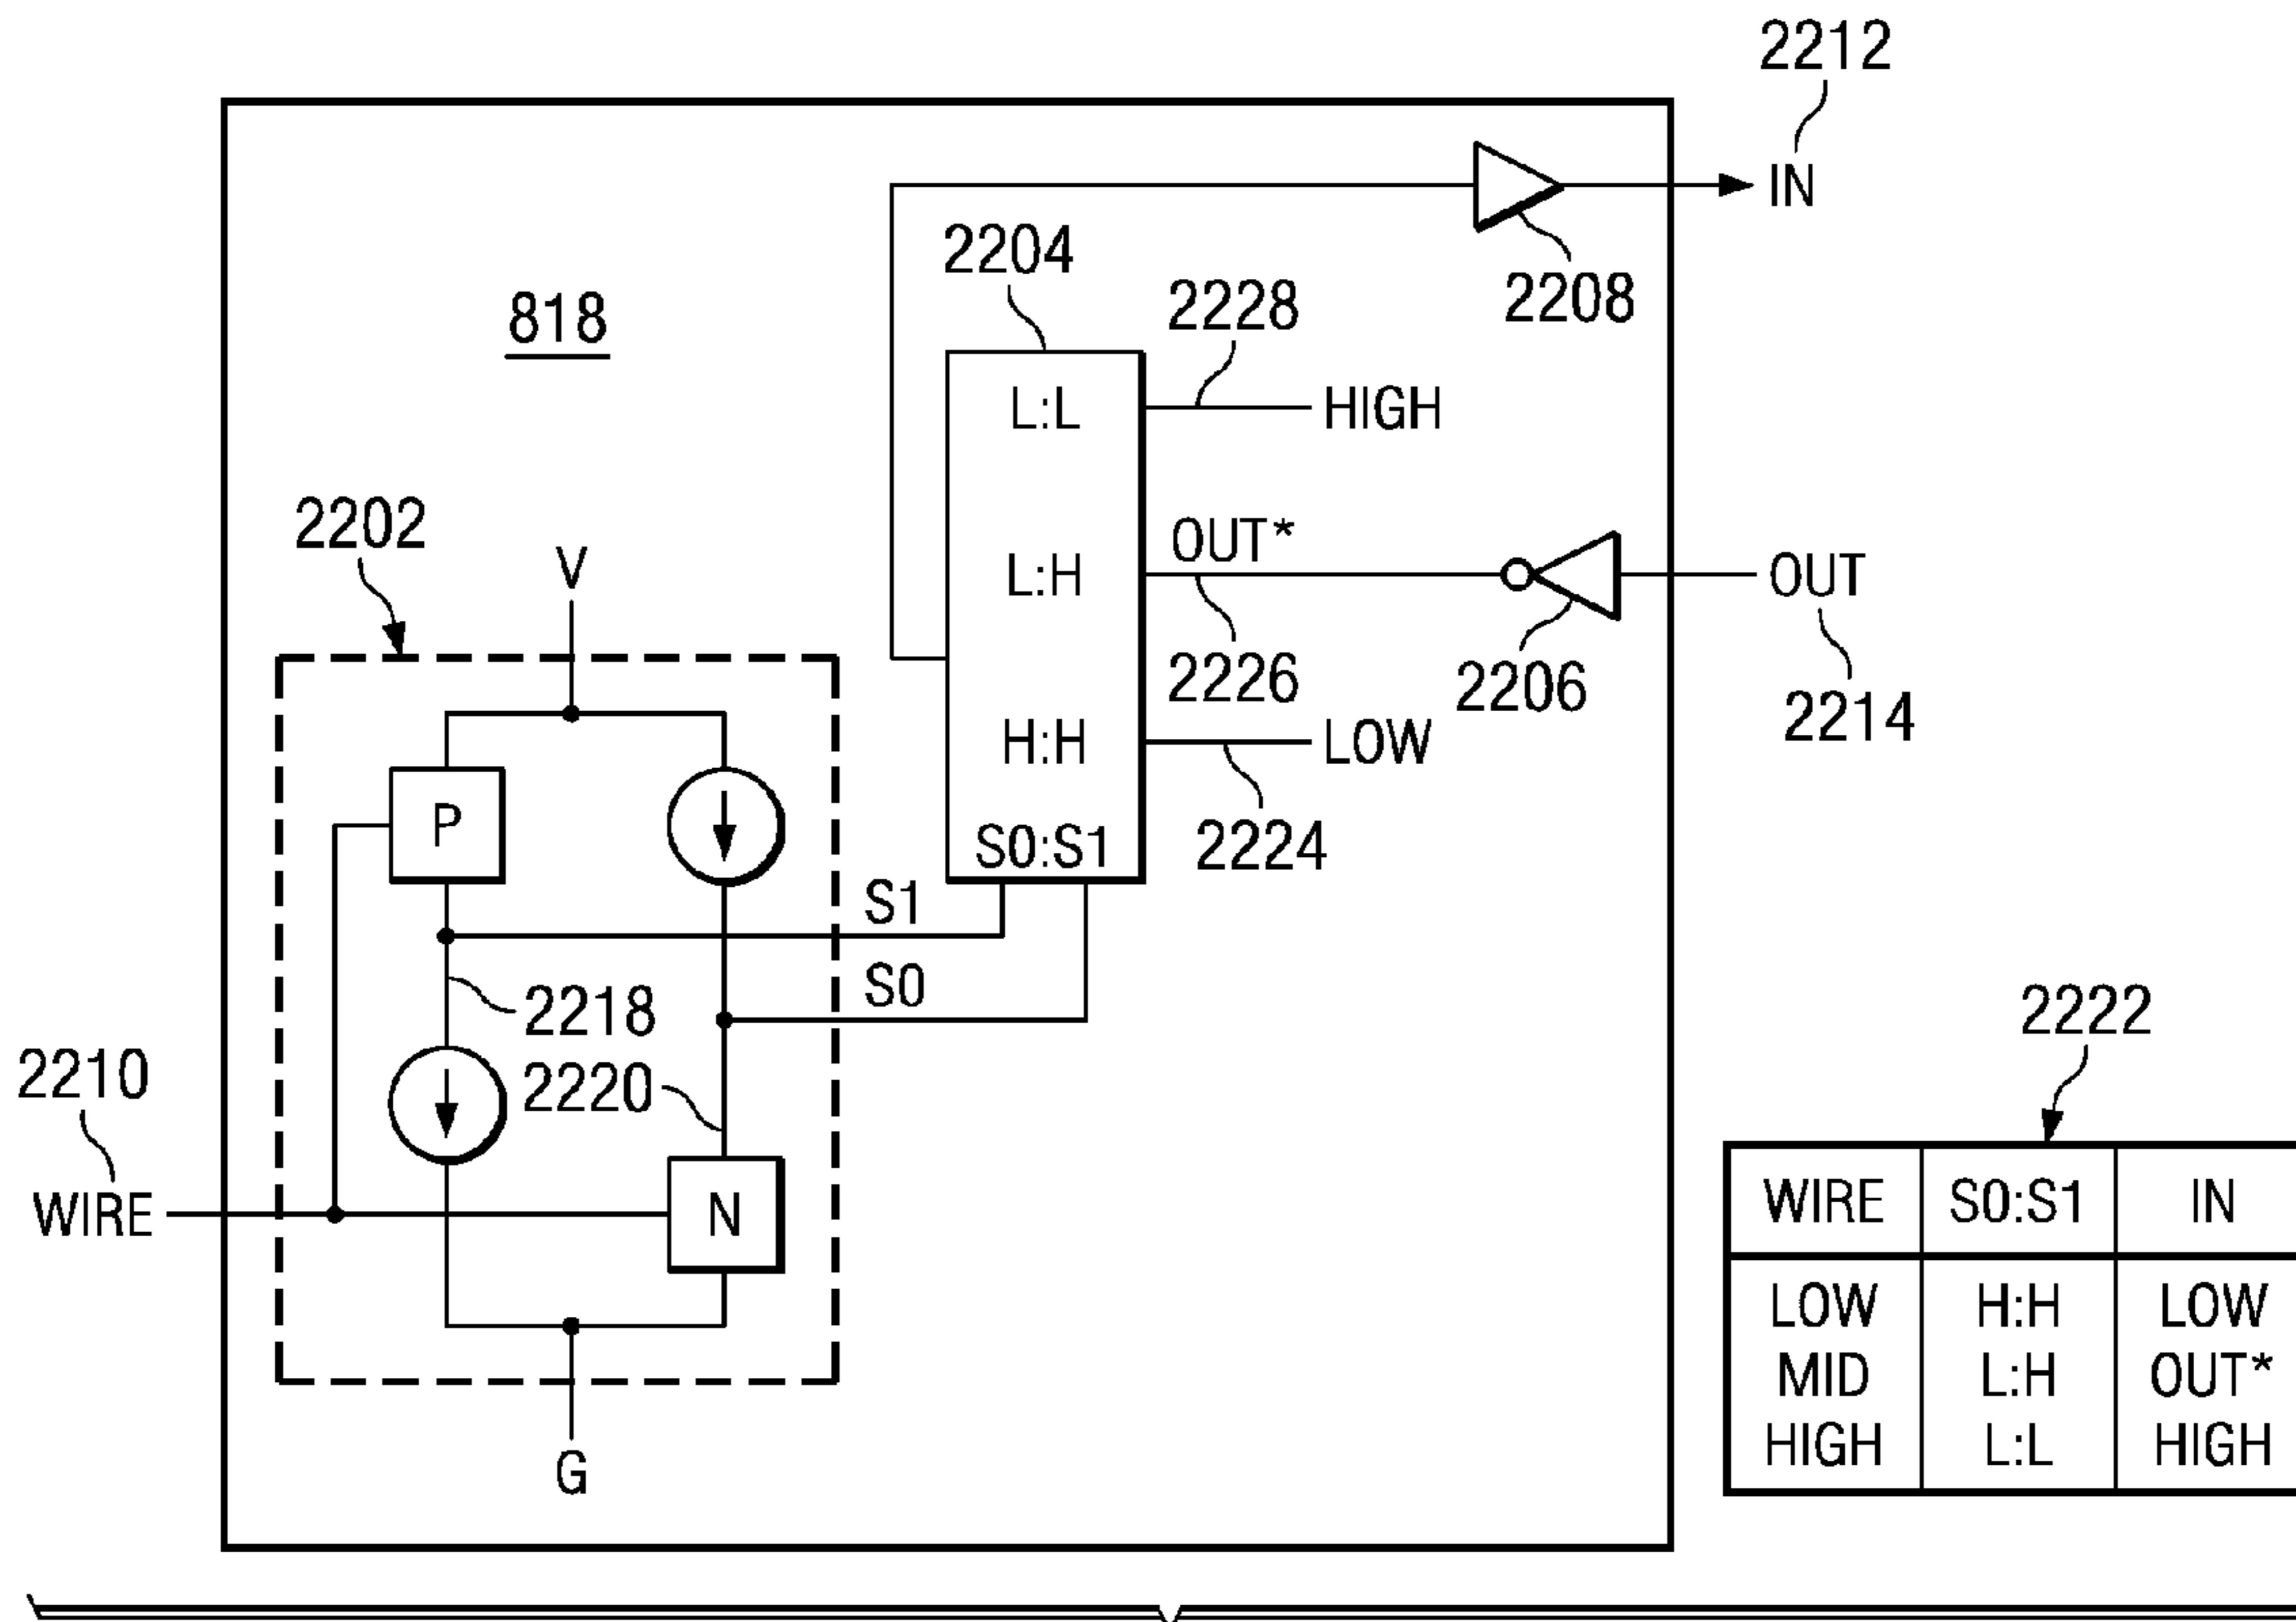 2212
IN
2204
2228
2208
818
L:L
HIGH
2202
V
OUT*
L:H
OUT
2226
2206
2214
H:H
LOW
P
S0:S1
2224
S1
S0
2218
2222
2210
2220
WIRE
N
G
WIRE S0:S1 IN
LOW H:H LOW
MID L:H OUT*
HIGH L:L HIGH